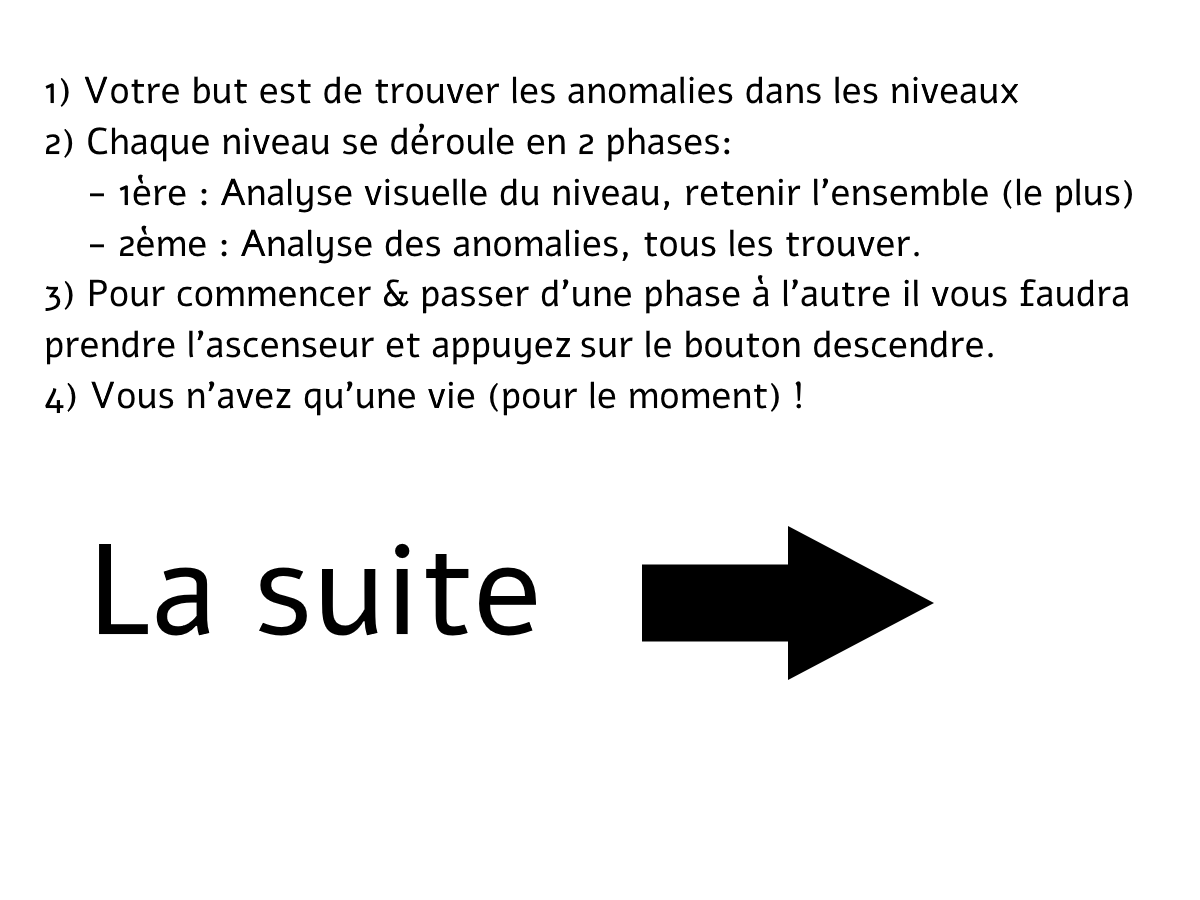 1) Votre but est de trouver les anomalies dans les niveaux
2) Chaque niveau se déroule en 2 phases:
– 1ère : Analyse visuelle du niveau, retenir l’ensemble (le plus)
– 2ème : Analyse des anomalies, tous les trouver.
3) Pour commencer & passer d’une phase à l’autre il vous faudra
prendre l’ascenseur et appuyez sur le bouton descendre.
4) Vous n’avez qu’une vie (pour le moment) !
La suite